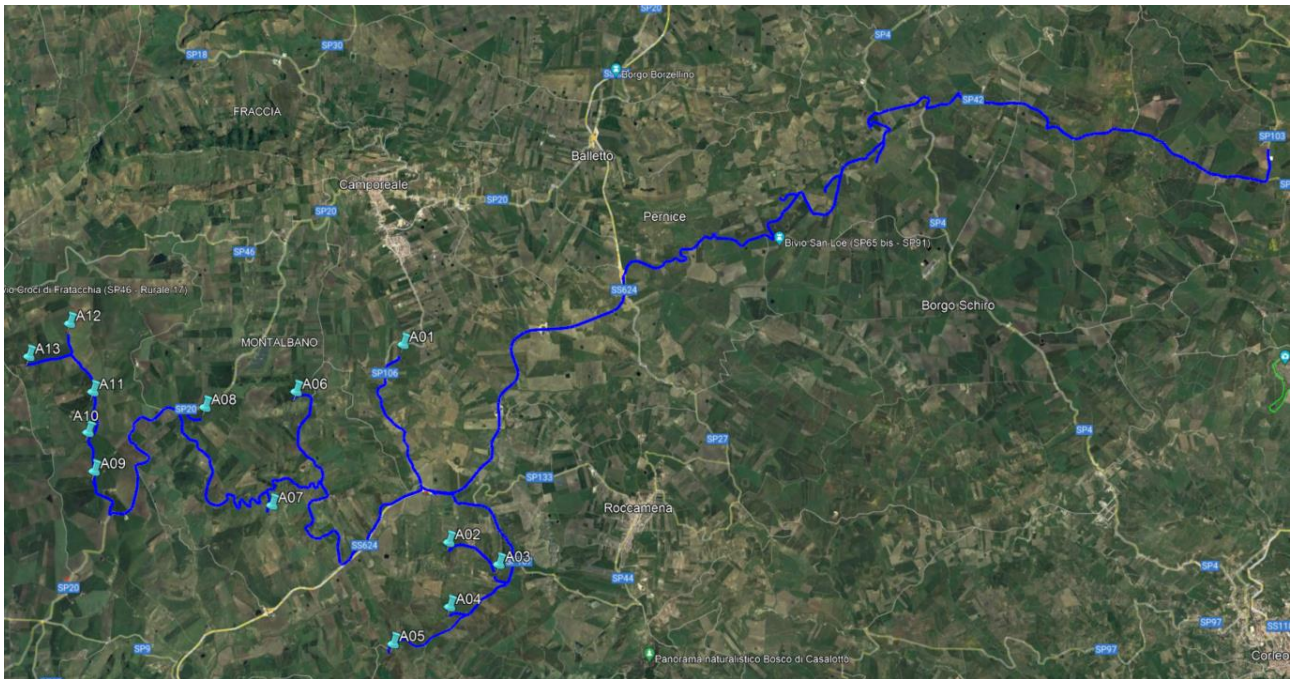 SP20
SP4
SP18
SP30
Borgo Borzellino
FRACCIA
SP42
SP103
Balletto
Camporeale
SP20
SP20
Pernice
SP4
SP46
Bivio San Loe (SP65 bis - SP91)
vio Croci di Fratacchia (SP46 - Rurale 17)
SS624
Borgo Schirò
A12
A13
MONTALBANO
A01
SP106
A11
A06
SP20
A08
A10
SP4
SP27
A09
SP133
A07
Roccamena
A02
SS624
A03
SP44
SP4
SP20
A04
A05
SP97
SS118
SP9
SP97
Panorama naturalistico Bosco di Casalotto
Corleo